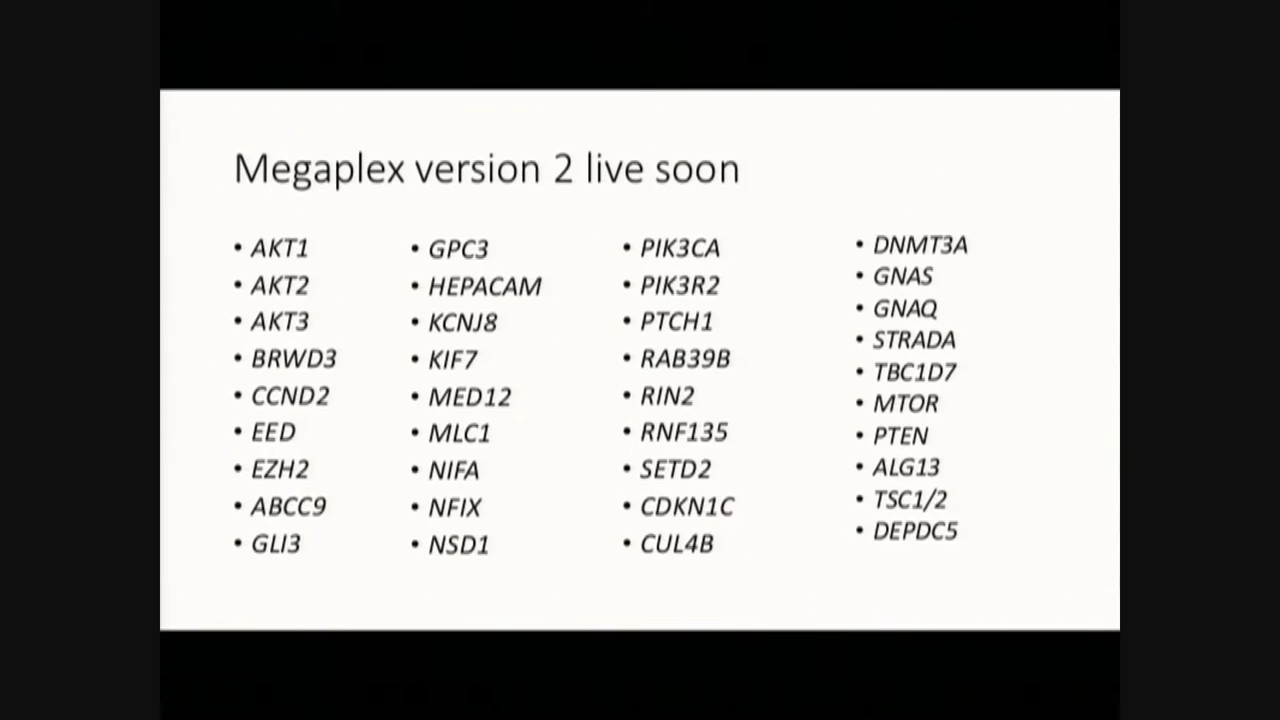 Megaplex version 2 live soon
• AKT1
• AKT2
• AKT3
• BRWD3
• CCND2
• EED
• EZH2
• ABCC9
• GLI3
• GPC3
• HEPACAM
• KCNJ8
• KIF7
• MED12
• MLC1
• NIFA
• NFIX
• NSD1
• PIK3CA
• PIK3R2
• PTCH1
• RAB39B
• RIN2
• RNF135
• SETD2
• CDKN1C
• CUL4B
• DNMT3A
• GNAS
• GNAQ
• STRADA
• TBC1D7
• MTOR
• PTEN
• ALG13
• TSC1/2
• DEPDC5